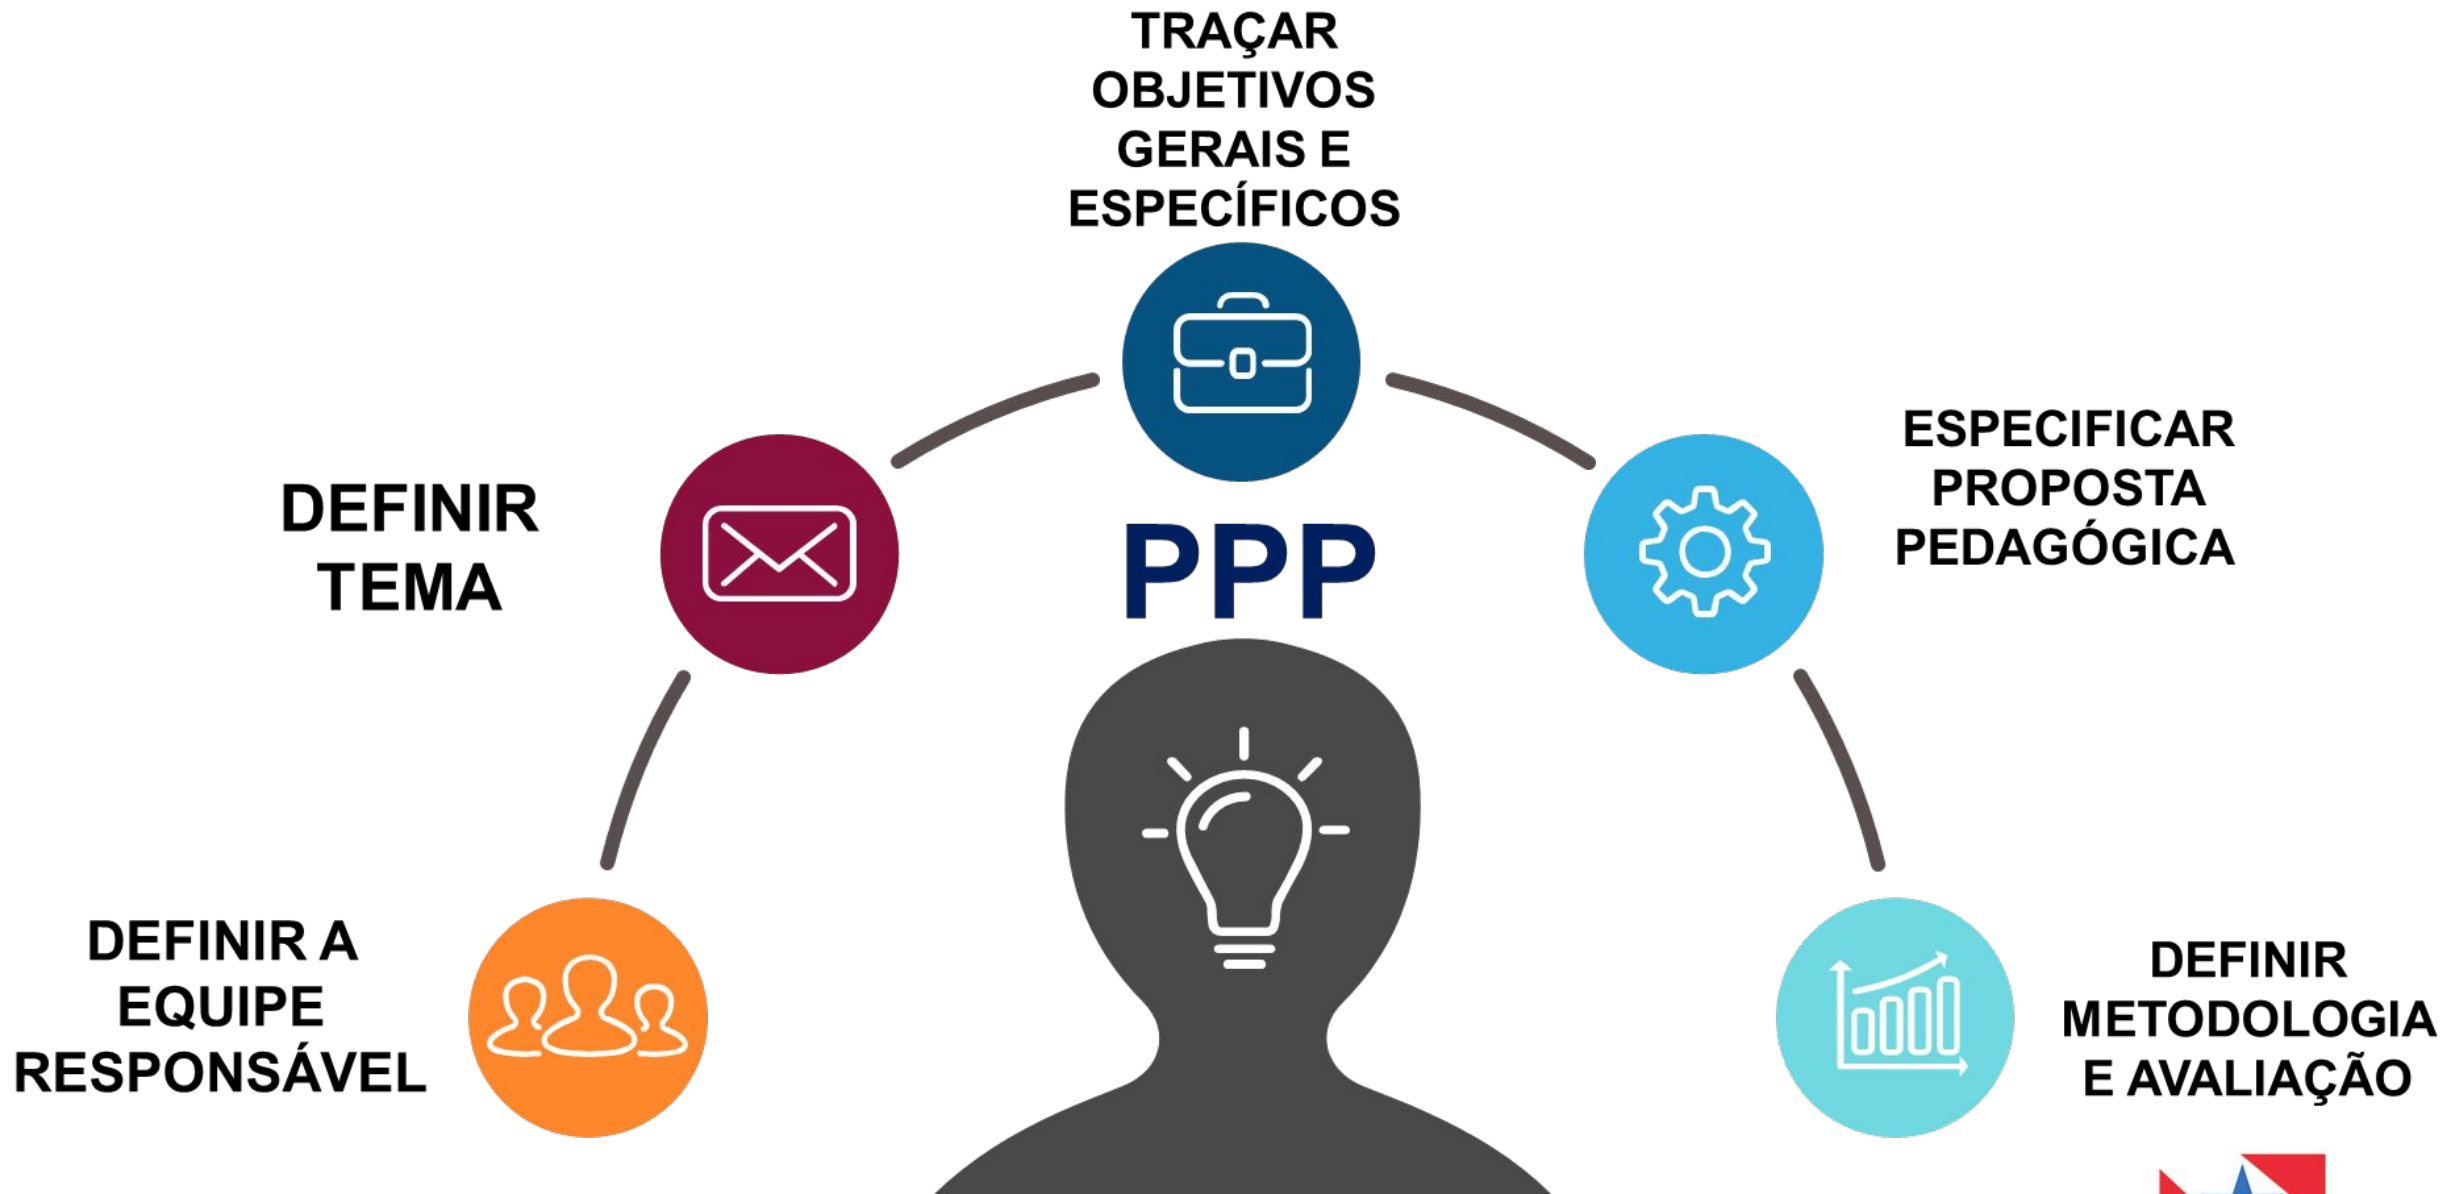 TRAÇAR
OBJETIVOS
GERAIS E
ESPECÍFICOS
ESPECIFICAR
PROPOSTA
PEDAGÓGICA
DEFINIR
TEMA
PPP
DEFINIR A
EQUIPE
RESPONSÁVEL
DEFINIR
METODOLOGIA
E AVALIAÇÃO